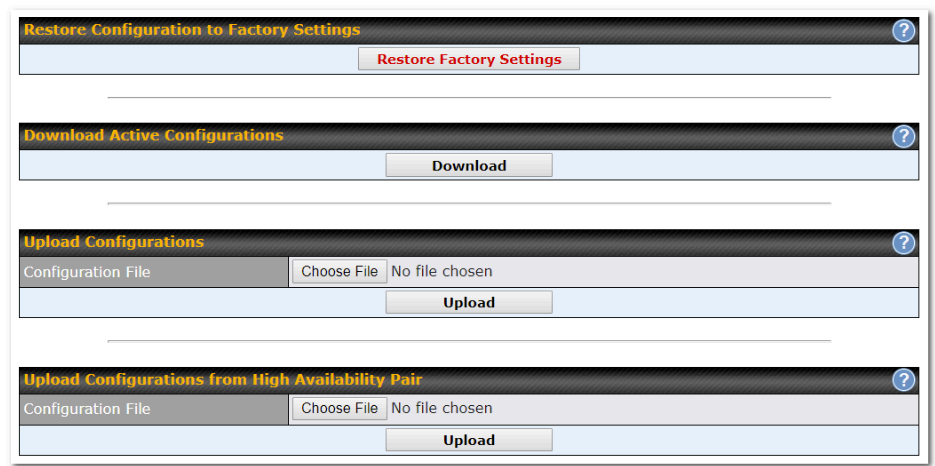 Restore Configuration to Factory Settings ?
Restore Factory Settings
Download Active Configurations ?
Download
Upload Configurations ?
Configuration File Choose File No file chosen
Upload
Upload Configurations from High Availability Pair ?
Configuration File Choose File No file chosen
Upload